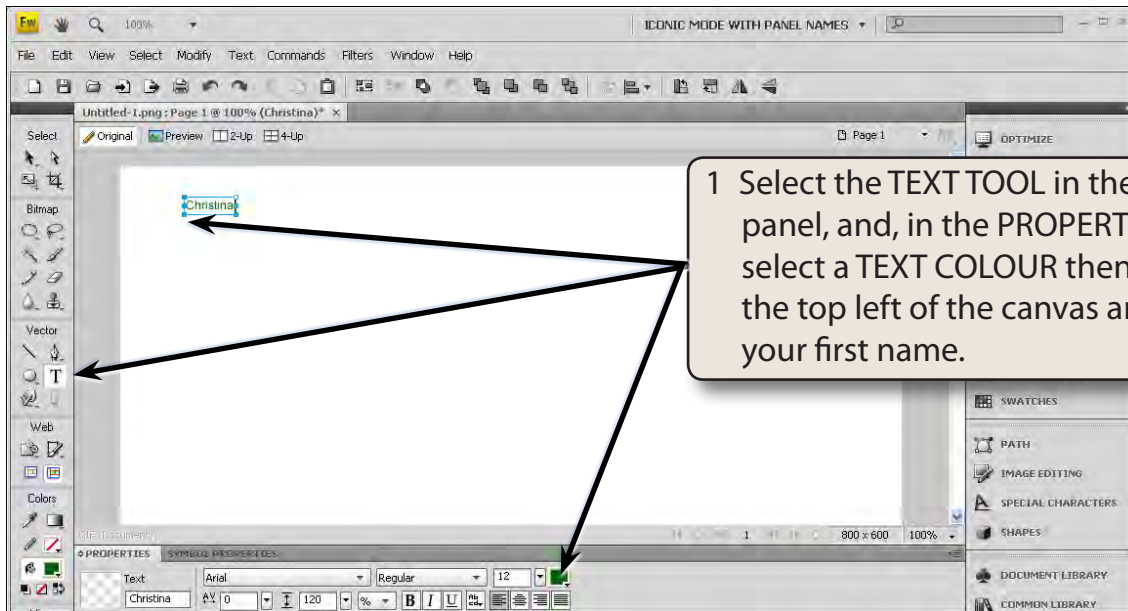 Fw 100% ICONIC MODE WITH PANEL NAMES
File Edit View Select Modify Text Commands Filters Window Help
Untitled-1.png : Page 1 @ 100% (Christina)* ×
Select Original Preview 2-Up 4-Up Page 1 OPTIMIZE
Christina
1 Select the TEXT TOOL in the
panel, and, in the PROPERT
select a TEXT COLOUR then
the top left of the canvas
your first name.
Bitmap
Vector
T
SWATCHES
Web
PATH
IMAGE EDITING
Colors
SPECIAL CHARACTERS
1 800 x 600 100%
SHAPES
PROPERTIES SYMBOL PROPERTIES
Text Arial Regular 12
DOCUMENT LIBRARY
Christina AV 0 120 % B I U
COMMON LIBRARY